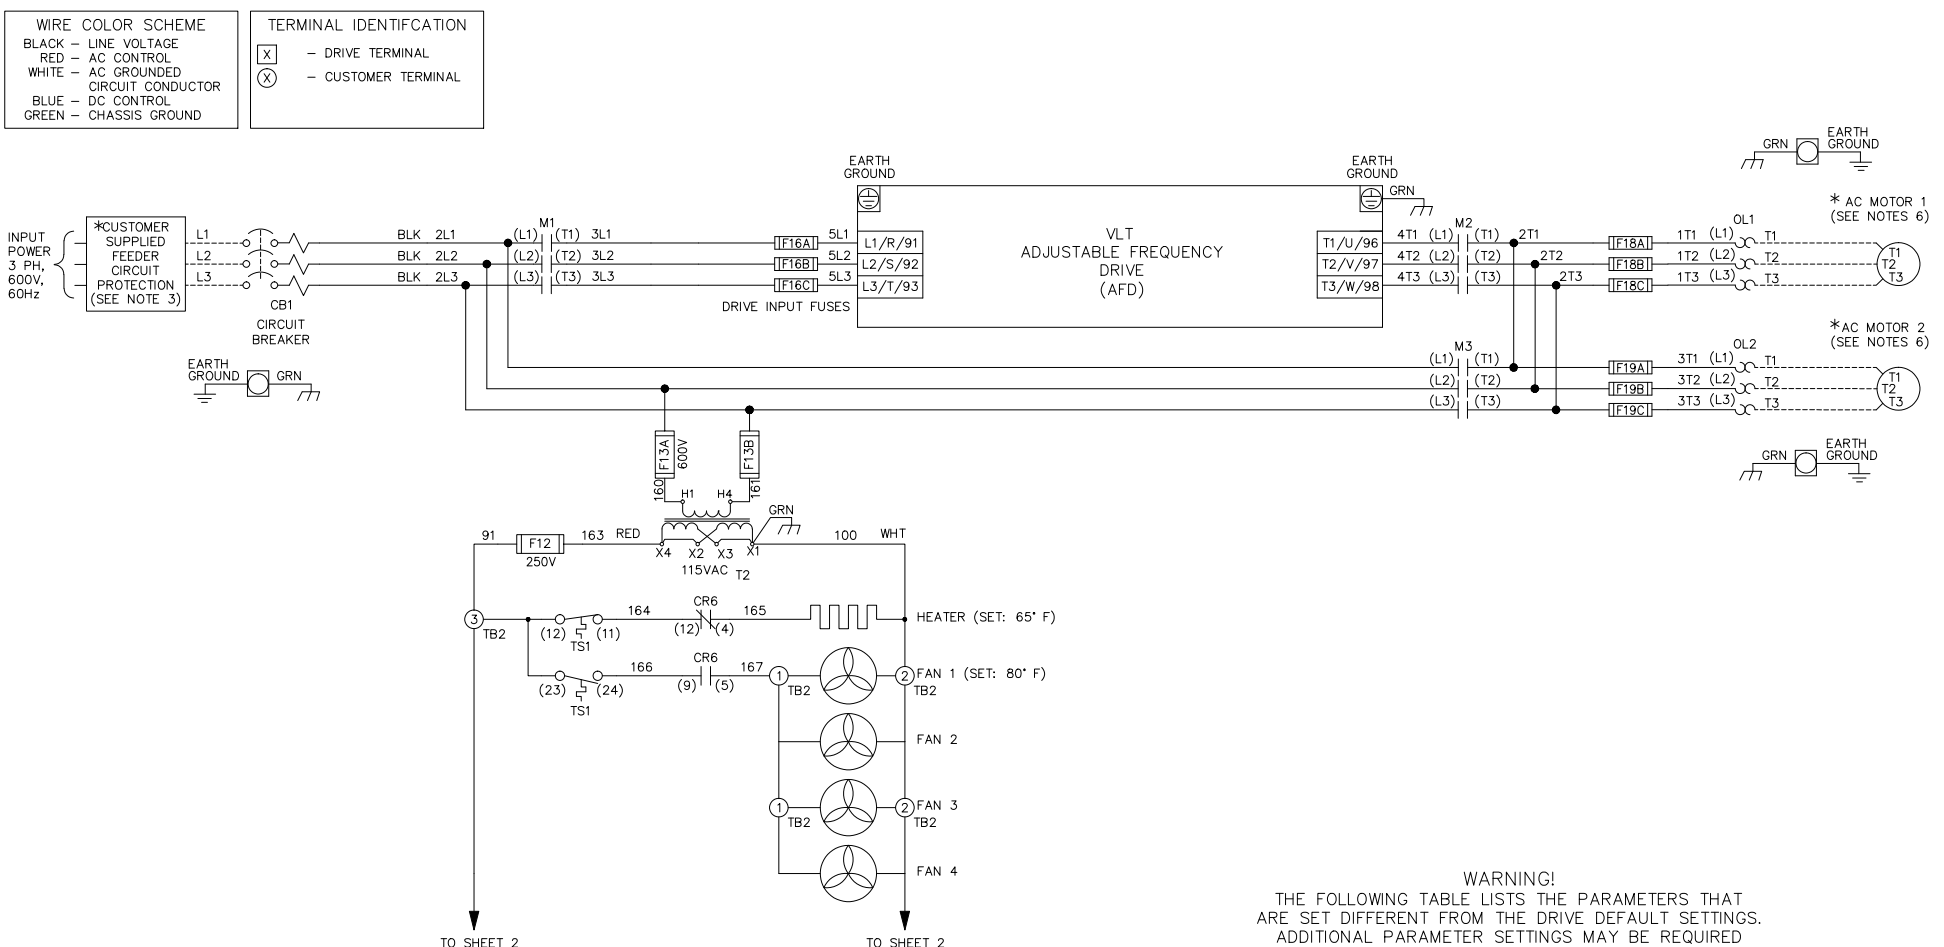 WIRE COLOR SCHEME
BLACK – LINE VOLTAGE
RED – AC CONTROL
WHITE – AC GROUNDED
CIRCUIT CONDUCTOR
BLUE – DC CONTROL
GREEN – CHASSIS GROUND
TERMINAL IDENTIFCATION
X – DRIVE TERMINAL
X – CUSTOMER TERMINAL
INPUT
POWER
3 PH,
600V,
60Hz
*CUSTOMER
SUPPLIED
FEEDER
CIRCUIT
PROTECTION
(SEE NOTE 3)
L1
L2
L3
CB1
CIRCUIT
BREAKER
BLK 2L1
BLK 2L2
BLK 2L3
M1
(L1) (T1) 3L1
(L2) (T2) 3L2
(L3) (T3) 3L3
F16A 5L1
F16B 5L2
F16C 5L3
DRIVE INPUT FUSES
EARTH
GROUND
L1/R/91
L2/S/92
L3/T/93
VLT
ADJUSTABLE FREQUENCY
DRIVE
(AFD)
EARTH
GROUND
GRN
T1/U/96
T2/V/97
T3/W/98
M2
4T1 (L1) (T1) 2T1
4T2 (L2) (T2) 2T2
4T3 (L3) (T3) 2T3
F18A
F18B
F18C
OL1
1T1 (L1) T1
1T2 (L2) T2
1T3 (L3) T3
GRN
EARTH
GROUND
* AC MOTOR 1
(SEE NOTES 6)
T1
T2
T3
M3
(L1) (T1)
(L2) (T2)
(L3) (T3)
F19A
F19B
F19C
OL2
3T1 (L1) T1
3T2 (L2) T2
3T3 (L3) T3
*AC MOTOR 2
(SEE NOTES 6)
T1
T2
T3
GRN
EARTH
GROUND
EARTH
GROUND
GRN
F13A
600V
F13B
160
161
H1 H4
GRN
91
F12
250V
163 RED
X4 X2 X3 X1
115VAC T2
100 WHT
3
TB2
(12) (11)
TS1
164
CR6
(12) (4)
165
HEATER (SET: 65° F)
(23) (24)
TS1
166
CR6
(9) (5)
167
1
TB2
2
TB2
FAN 1 (SET: 80° F)
FAN 2
1
TB2
2
TB2
FAN 3
FAN 4
TO SHEET 2
TO SHEET 2
WARNING!
THE FOLLOWING TABLE LISTS THE PARAMETERS THAT
ARE SET DIFFERENT FROM THE DRIVE DEFAULT SETTINGS.
ADDITIONAL PARAMETER SETTINGS MAY BE REQUIRED